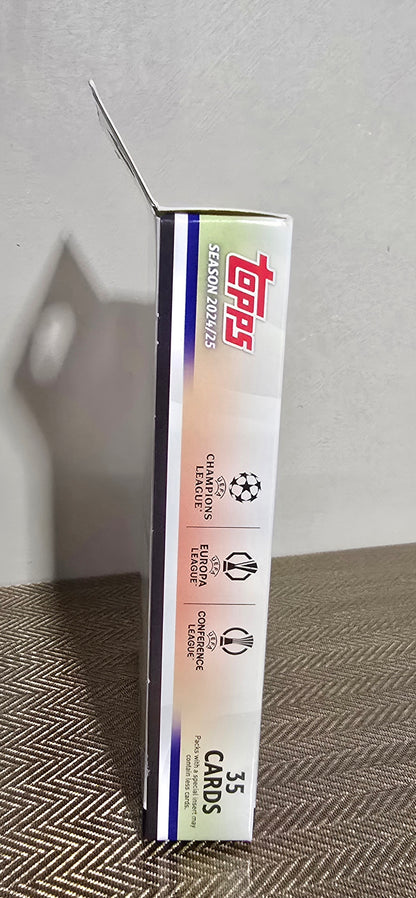 TOPPS
SEASON 2024/25
UEFA
CHAMPIONS
LEAGUE
UEFA
EUROPA
LEAGUE
UEFA
CONFERENCE
LEAGUE
35
CARDS
Packs with a special insert may
contain less cards.